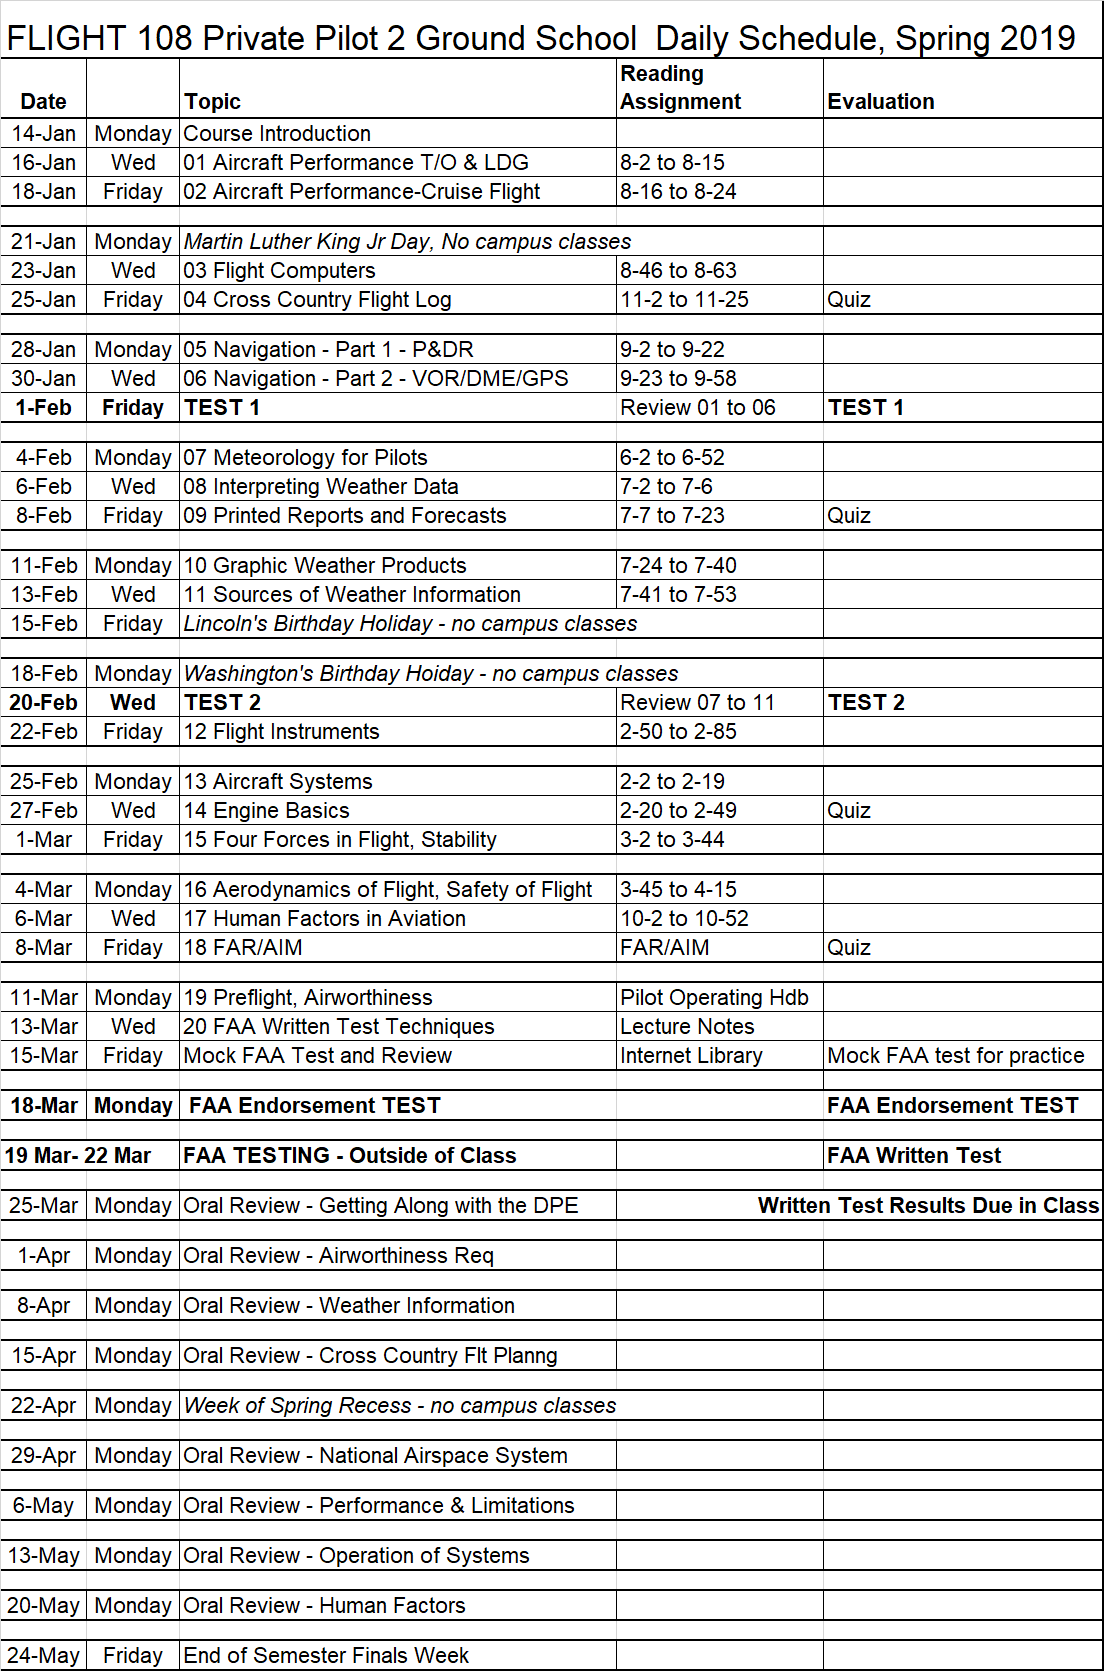 FLIGHT 108 Private Pilot 2 Ground School  Daily Schedule, Spring 2019
Date Topic Reading Assignment Evaluation
14-Jan Monday Course Introduction
16-Jan Wed 01 Aircraft Performance T/O & LDG 8-2 to 8-15
18-Jan Friday 02 Aircraft Performance-Cruise Flight 8-16 to 8-24
21-Jan Monday Martin Luther King Jr Day, No campus classes
23-Jan Wed 03 Flight Computers 8-46 to 8-63
25-Jan Friday 04 Cross Country Flight Log 11-2 to 11-25 Quiz
28-Jan Monday 05 Navigation - Part 1 - P&DR 9-2 to 9-22
30-Jan Wed 06 Navigation - Part 2 - VOR/DME/GPS 9-23 to 9-58
1-Feb Friday TEST 1 Review 01 to 06 TEST 1
4-Feb Monday 07 Meteorology for Pilots 6-2 to 6-52
6-Feb Wed 08 Interpreting Weather Data 7-2 to 7-6
8-Feb Friday 09 Printed Reports and Forecasts 7-7 to 7-23 Quiz
11-Feb Monday 10 Graphic Weather Products 7-24 to 7-40
13-Feb Wed 11 Sources of Weather Information 7-41 to 7-53
15-Feb Friday Lincoln's Birthday Holiday - no campus classes
18-Feb Monday Washington's Birthday Hoiday - no campus classes
20-Feb Wed TEST 2 Review 07 to 11 TEST 2
22-Feb Friday 12 Flight Instruments 2-50 to 2-85
25-Feb Monday 13 Aircraft Systems 2-2 to 2-19
27-Feb Wed 14 Engine Basics 2-20 to 2-49 Quiz
1-Mar Friday 15 Four Forces in Flight, Stability 3-2 to 3-44
4-Mar Monday 16 Aerodynamics of Flight, Safety of Flight 3-45 to 4-15
6-Mar Wed 17 Human Factors in Aviation 10-2 to 10-52
8-Mar Friday 18 FAR/AIM FAR/AIM Quiz
11-Mar Monday 19 Preflight, Airworthiness Pilot Operating Hdb
13-Mar Wed 20 FAA Written Test Techniques Lecture Notes
15-Mar Friday Mock FAA Test and Review Internet Library Mock FAA test for practice
18-Mar Monday FAA Endorsement TEST FAA Endorsement TEST
19 Mar- 22 Mar FAA TESTING - Outside of Class FAA Written Test
25-Mar Monday Oral Review - Getting Along with the DPE Written Test Results Due in Class
1-Apr Monday Oral Review - Airworthiness Req
8-Apr Monday Oral Review - Weather Information
15-Apr Monday Oral Review - Cross Country Flt Planng
22-Apr Monday Week of Spring Recess - no campus classes
29-Apr Monday Oral Review - National Airspace System
6-May Monday Oral Review - Performance & Limitations
13-May Monday Oral Review - Operation of Systems
20-May Monday Oral Review - Human Factors
24-May Friday End of Semester Finals Week